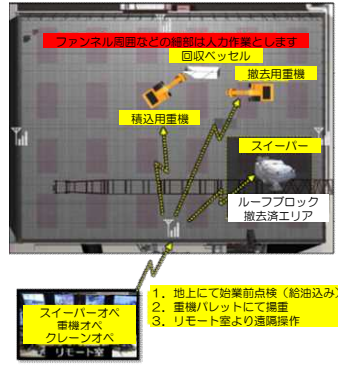 ファンネル周囲などの縁部は人力作業とします
回収ベッセル
撤去用重機
積込用重機
スイーパー
ルーフブロック
撤去済エリア
1. 地上にて始業前点検（給油込み）
2. 重機パレットにて揚重
3. リモート室より遠隔操作
スイーパーオペ
重機オペ
クレーンオペ
リモート室